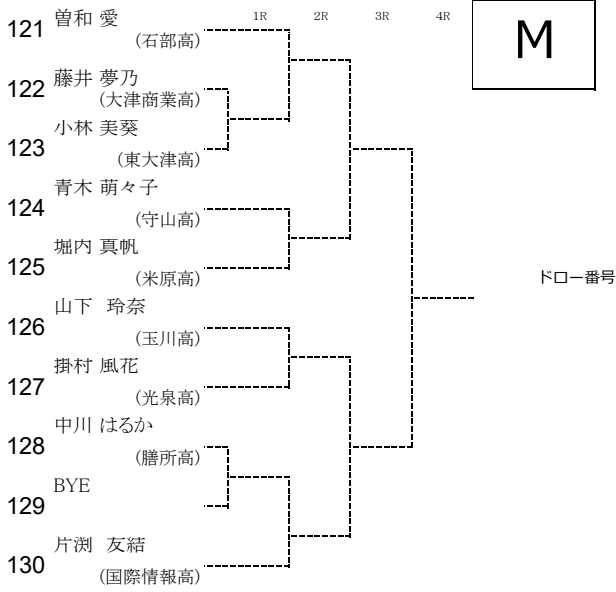 1R 2R 3R 4R
M
121 曽和 愛
(石部高)
122 藤井 夢乃
(大津商業高)
123 小林 美葵
(東大津高)
124 青木 萌々子
(守山高)
125 堀内 真帆
(米原高)
ドロー番号
126 山下 玲奈
(玉川高)
127 掛村 風花
(光泉高)
128 中川 はるか
(膳所高)
129 BYE
130 片渕 友結
(国際情報高)